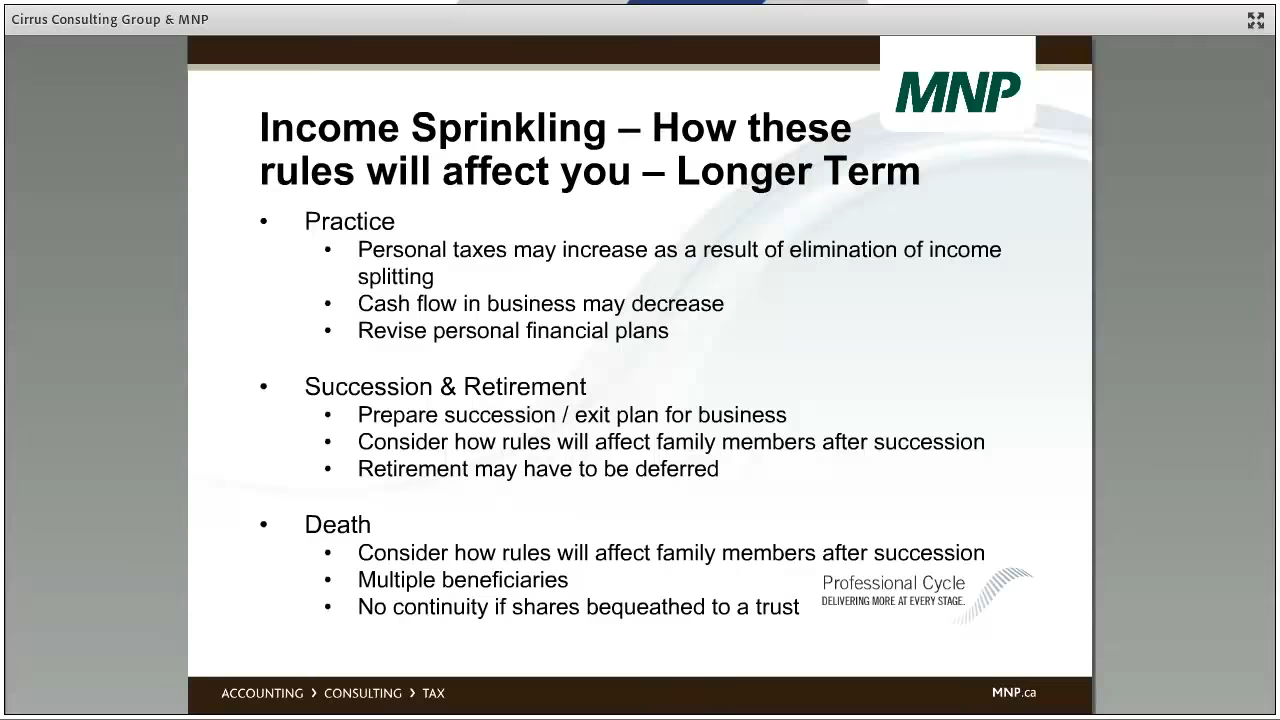 Cirrus Consulting Group & MNP
MNP
Income Sprinkling – How these
rules will affect you – Longer Term
• Practice
• Personal taxes may increase as a result of elimination of income
splitting
• Cash flow in business may decrease
• Revise personal financial plans
• Succession & Retirement
• Prepare succession / exit plan for business
• Consider how rules will affect family members after succession
• Retirement may have to be deferred
• Death
• Consider how rules will affect family members after succession
• Multiple beneficiaries
• No continuity if shares bequeathed to a trust
Professional Cycle
DELIVERING MORE AT EVERY STAGE.
ACCOUNTING › CONSULTING › TAX
MNP.ca